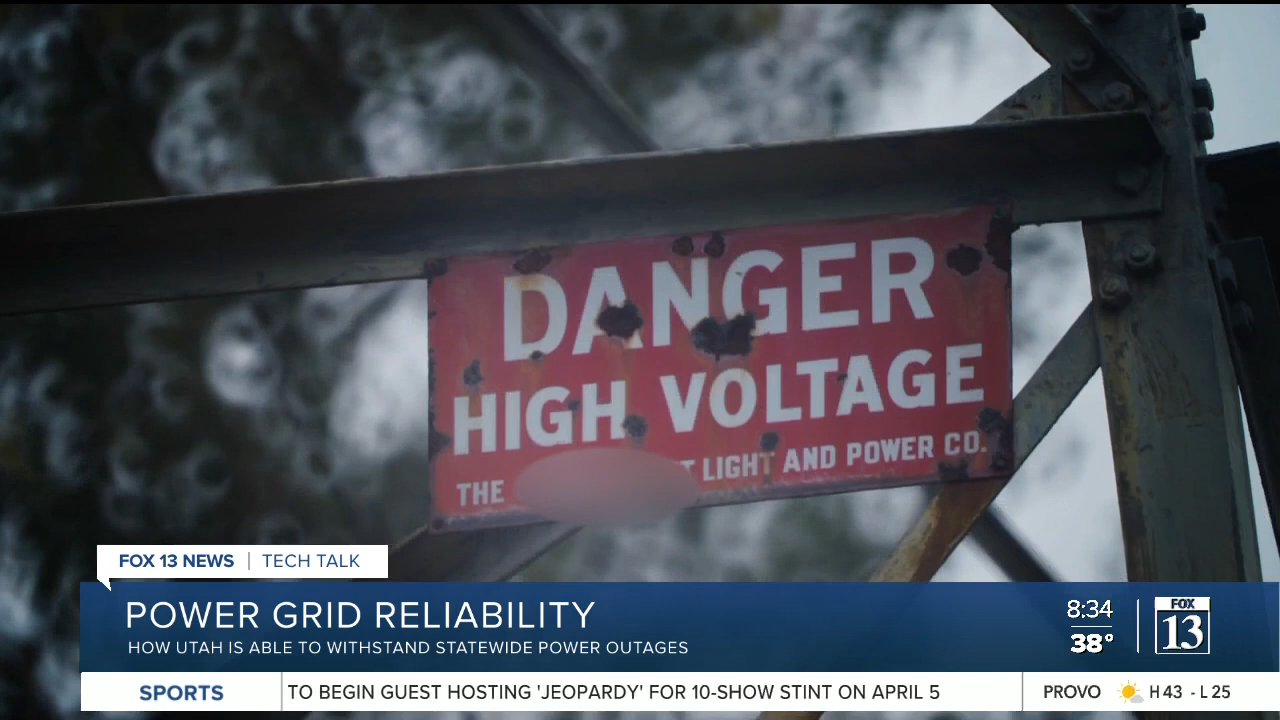 DANGER
HIGH VOLTAGE
THE LIGHT AND POWER CO.
FOX 13 NEWS | TECH TALK
POWER GRID RELIABILITY
HOW UTAH IS ABLE TO WITHSTAND STATEWIDE POWER OUTAGES
8:34
38°
FOX
13
SPORTS TO BEGIN GUEST HOSTING 'JEOPARDY' FOR 10-SHOW STINT ON APRIL 5 PROVO H 43 - L 25